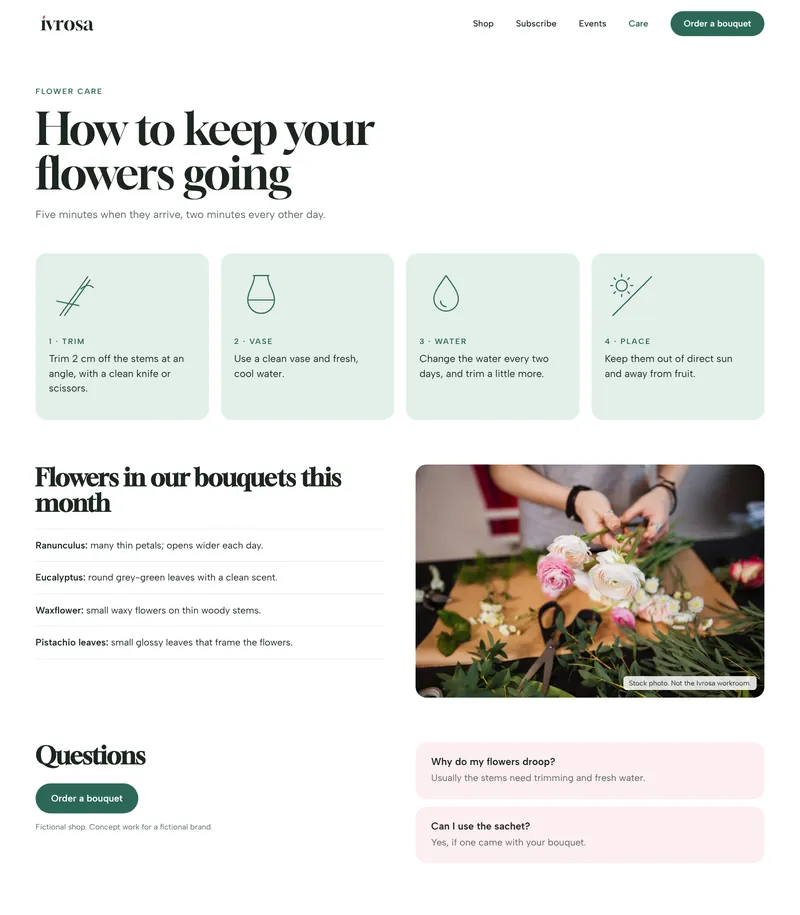 ivrosa
Shop
Subscribe
Events
Care
Order a bouquet
FLOWER CARE
How to keep your
flowers going
Five minutes when they arrive, two minutes every other day.
1 · TRIM
Trim 2 cm off the stems at an
angle, with a clean knife or
scissors.
2 · VASE
Use a clean vase and fresh,
cool water.
3 · WATER
Change the water every two
days, and trim a little more.
4 · PLACE
Keep them out of direct sun
and away from fruit.
Flowers in our bouquets this
month
Ranunculus: many thin petals; opens wider each day.
Eucalyptus: round grey-green leaves with a clean scent.
Waxflower: small waxy flowers on thin woody stems.
Pistachio leaves: small glossy leaves that frame the flowers.
Stock photo. Not the Ivrosa workroom.
Questions
Order a bouquet
Fictional shop. Concept work for a fictional brand.
Why do my flowers droop?
Usually the stems need trimming and fresh water.
Can I use the sachet?
Yes, if one came with your bouquet.